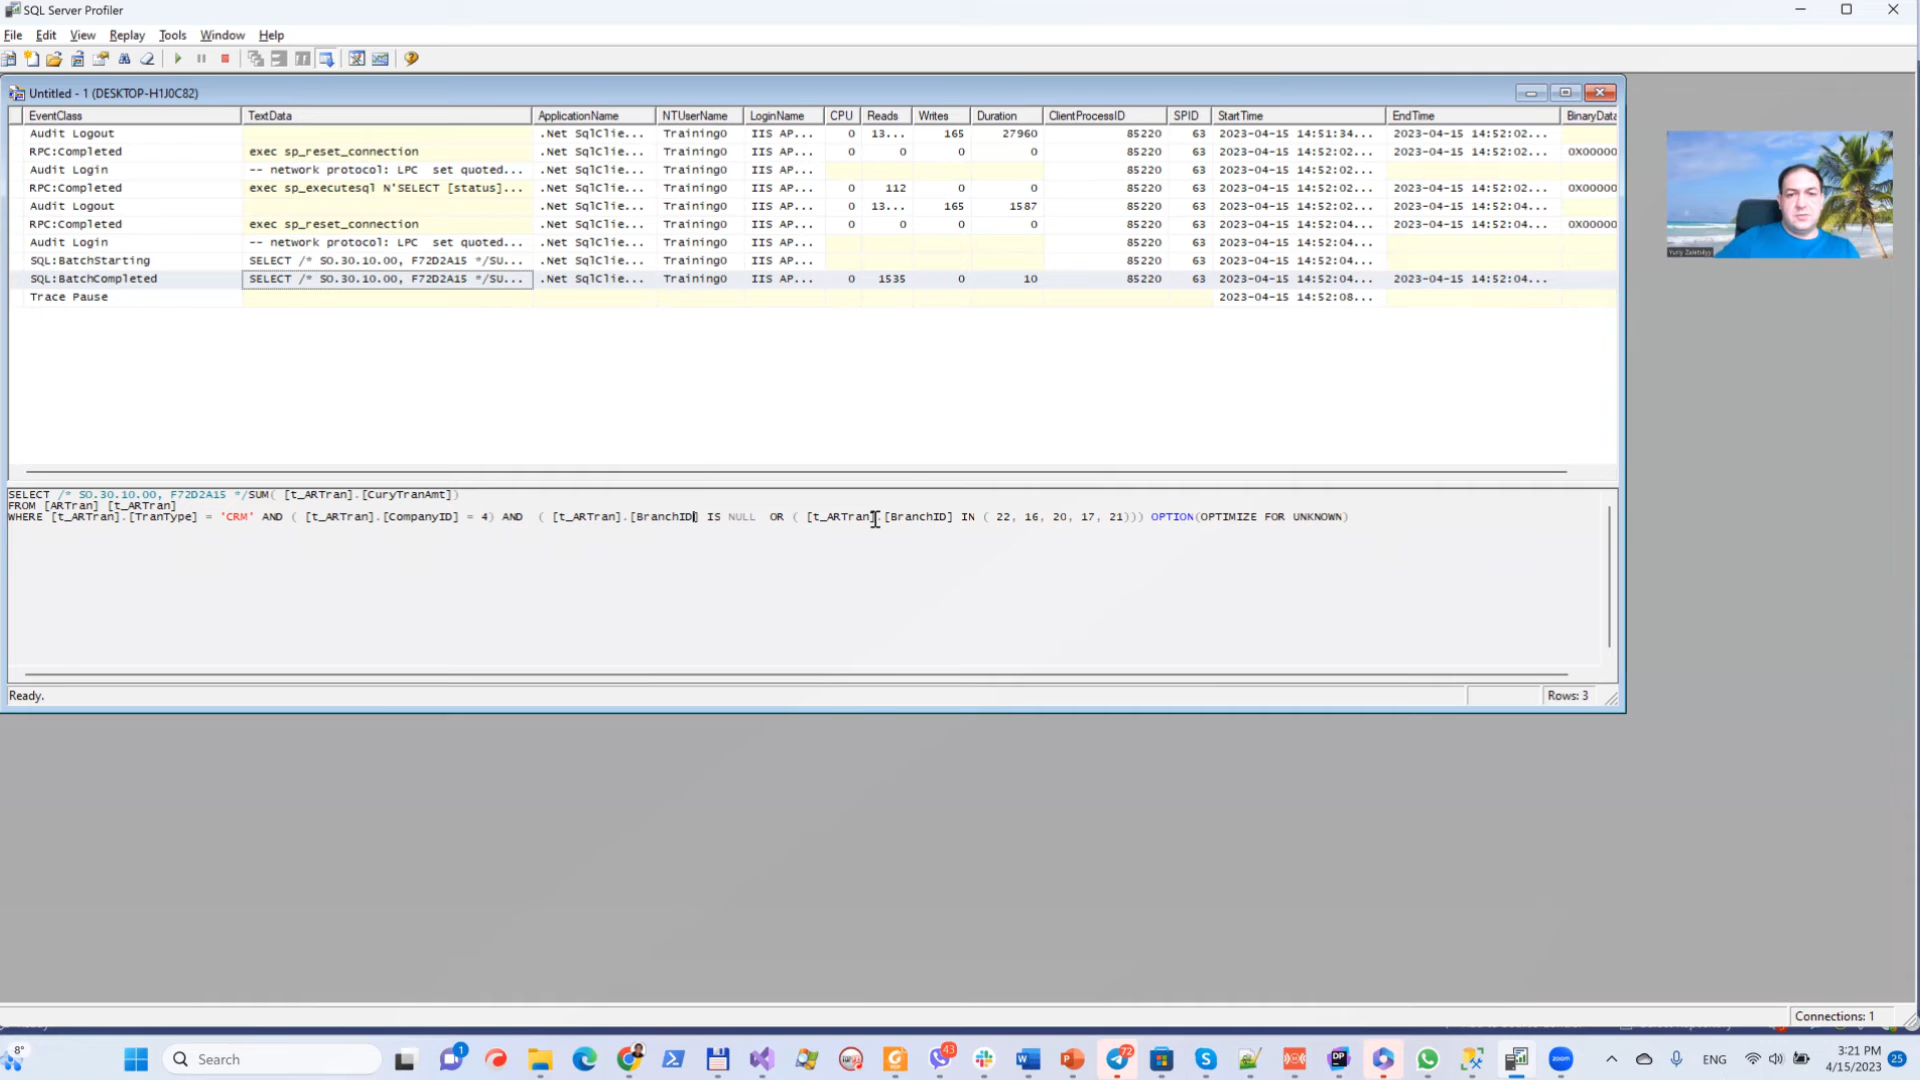 SQL Server Profiler
File Edit View Replay Tools Window Help
Untitled - 1 (DESKTOP-H1J0C82)
EventClass TextData ApplicationName NTUserName LoginName CPU Reads Writes Duration ClientProcessID SPID StartTime EndTime BinaryData
Audit Logout .Net SqlClie... Training0 IIS AP... 0 13... 165 27960 85220 63 2023-04-15 14:51:34... 2023-04-15 14:52:02...
RPC:Completed exec sp_reset_connection .Net SqlClie... Training0 IIS AP... 0 0 0 0 85220 63 2023-04-15 14:52:02... 2023-04-15 14:52:02... 0X00000
Audit Login -- network protocol: LPC set quoted... .Net SqlClie... Training0 IIS AP... 85220 63 2023-04-15 14:52:02...
RPC:Completed exec sp_executesql N'SELECT [status]... .Net SqlClie... Training0 IIS AP... 0 112 0 0 85220 63 2023-04-15 14:52:02... 2023-04-15 14:52:02... 0X00000
Audit Logout .Net SqlClie... Training0 IIS AP... 0 13... 165 1587 85220 63 2023-04-15 14:52:02... 2023-04-15 14:52:04...
RPC:Completed exec sp_reset_connection .Net SqlClie... Training0 IIS AP... 0 0 0 0 85220 63 2023-04-15 14:52:04... 2023-04-15 14:52:04... 0X00000
Audit Login -- network protocol: LPC set quoted... .Net SqlClie... Training0 IIS AP... 85220 63 2023-04-15 14:52:04...
SQL:BatchStarting SELECT /* SO.30.10.00, F72D2A15 */SU... .Net SqlClie... Training0 IIS AP... 85220 63 2023-04-15 14:52:04...
SQL:BatchCompleted SELECT /* SO.30.10.00, F72D2A15 */SU... .Net SqlClie... Training0 IIS AP... 0 1535 0 10 85220 63 2023-04-15 14:52:04... 2023-04-15 14:52:04...
Trace Pause 2023-04-15 14:52:08...
Yuriy Zaletskyy
SELECT /* SO.30.10.00, F72D2A15 */SUM( [t_ARTran].[CuryTranAmt])
FROM [ARTran] [t_ARTran]
WHERE [t_ARTran].[TranType] = 'CRM' AND ( [t_ARTran].[CompanyID] = 4) AND ( [t_ARTran].[BranchID] IS NULL OR ( [t_ARTran].[BranchID] IN ( 22, 16, 20, 17, 21))) OPTION(OPTIMIZE FOR UNKNOWN)
Ready. Rows: 3
Connections: 1
8° Search 1 43 72 ENG 3:21 PM
4/15/2023 25